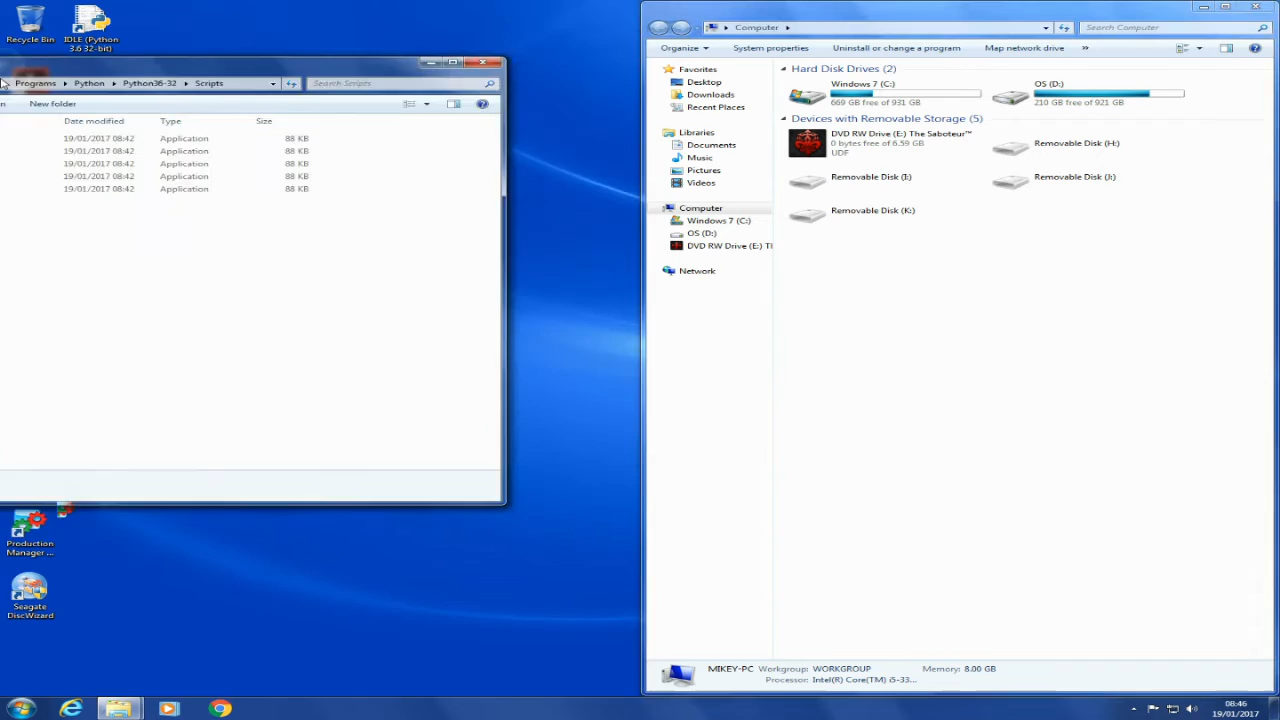 Recycle Bin
IDLE (Python
3.6 32-bit)
Programs
Python
Python36-32
Scripts
Search Scripts
New folder
Date modified
Type
Size
19/01/2017 08:42 Application 88 KB
19/01/2017 08:42 Application 88 KB
19/01/2017 08:42 Application 88 KB
19/01/2017 08:42 Application 88 KB
19/01/2017 08:42 Application 88 KB
Production
Manager ...
Seagate
DiscWizard
Computer
Search Computer
Organize
System properties
Uninstall or change a program
Map network drive
»
Favorites
Desktop
Downloads
Recent Places
Libraries
Documents
Music
Pictures
Videos
Computer
Windows 7 (C:)
OS (D:)
DVD RW Drive (E:) Tl
Network
Hard Disk Drives (2)
Windows 7 (C:)
669 GB free of 931 GB
OS (D:)
210 GB free of 921 GB
Devices with Removable Storage (5)
DVD RW Drive (E:) The Saboteur™
0 bytes free of 6.59 GB
UDF
Removable Disk (H:)
Removable Disk (I:)
Removable Disk (J:)
Removable Disk (K:)
MIKEY-PC Workgroup: WORKGROUP Memory: 8.00 GB
Processor: Intel(R) Core(TM) i5-33...
08:46
19/01/2017